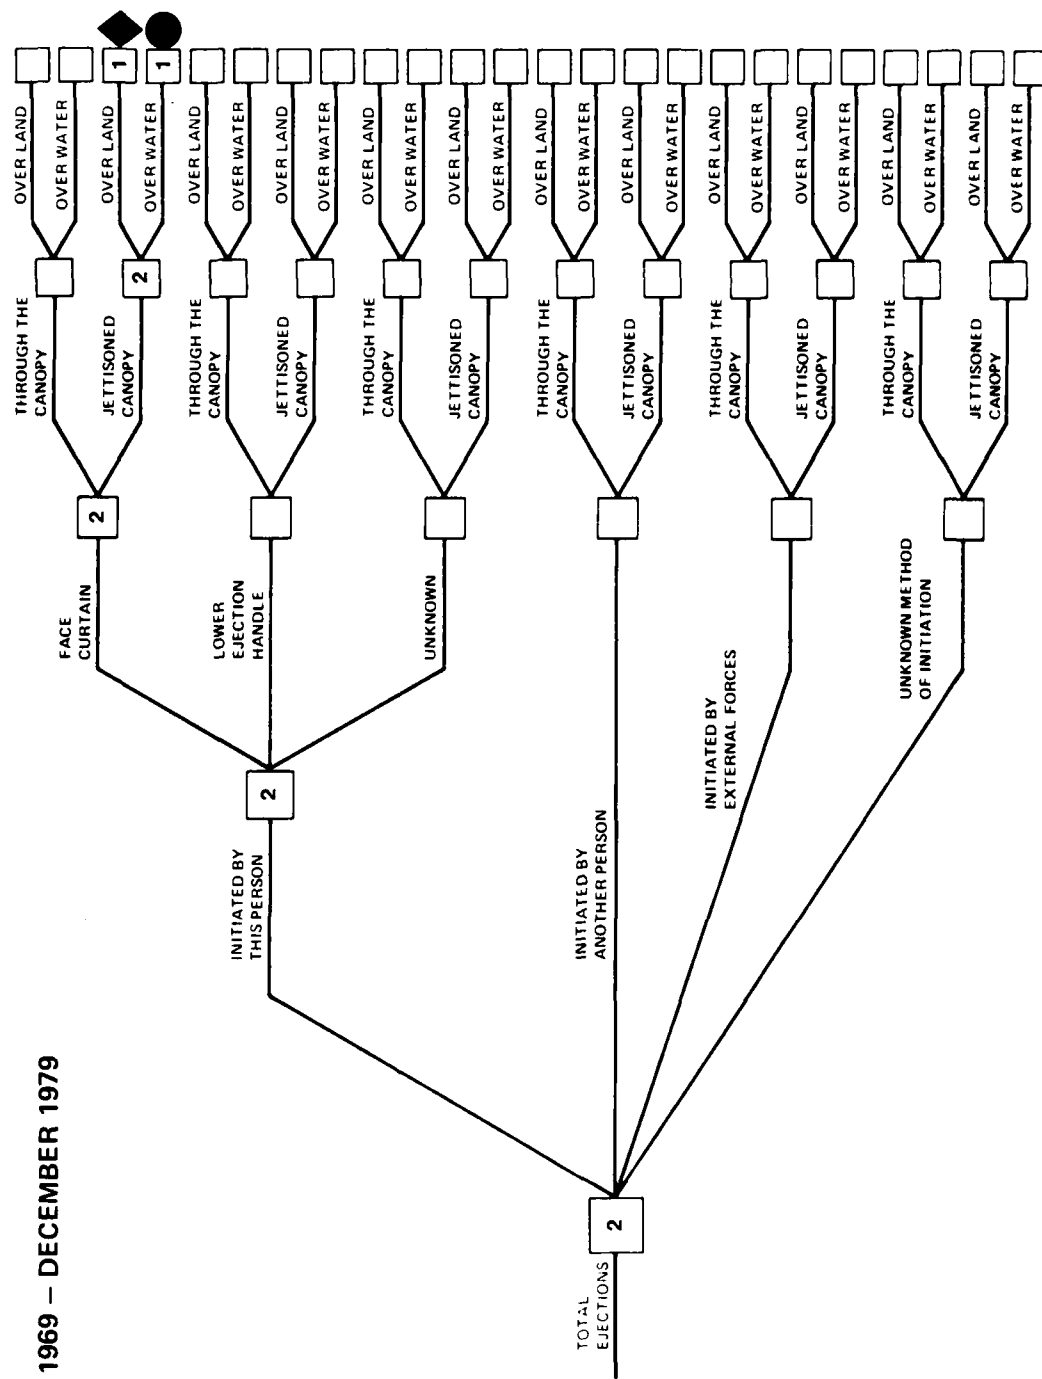 1969 – DECEMBER 1979
TOTAL
EJECTIONS
2
INITIATED BY
THIS PERSON
2
INITIATED BY
ANOTHER PERSON
INITIATED BY
EXTERNAL FORCES
UNKNOWN METHOD
OF INITIATION
FACE
CURTAIN
2
LOWER
EJECTION
HANDLE
UNKNOWN
THROUGH THE
CANOPY
JETTISONED
CANOPY
2
THROUGH THE
CANOPY
JETTISONED
CANOPY
THROUGH THE
CANOPY
JETTISONED
CANOPY
THROUGH THE
CANOPY
JETTISONED
CANOPY
THROUGH THE
CANOPY
JETTISONED
CANOPY
THROUGH THE
CANOPY
JETTISONED
CANOPY
OVER LAND
OVER WATER
OVER LAND
1
OVER WATER
1
OVER LAND
OVER WATER
OVER LAND
OVER WATER
OVER LAND
OVER WATER
OVER LAND
OVER WATER
OVER LAND
OVER WATER
OVER LAND
OVER WATER
OVER LAND
OVER WATER
OVER LAND
OVER WATER
OVER LAND
OVER WATER
OVER LAND
OVER WATER